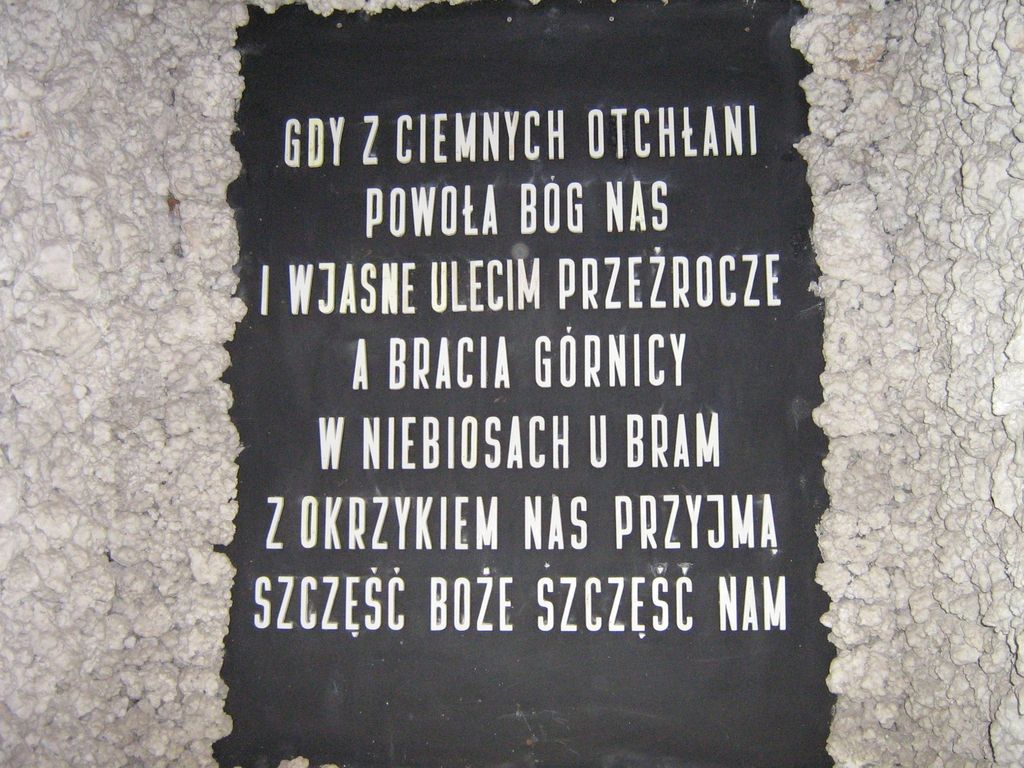 GDY Z CIEMNYCH OTCHŁANI
POWOŁA BÓG NAS
I WJASNE ULECIM PRZEŹROCZE
A BRACIA GÓRNICY
W NIEBIOSACH U BRAM
Z OKRZYKIEM NAS PRZYJMĄ
SZCZĘŚĆ BOŻE SZCZĘŚĆ NAM